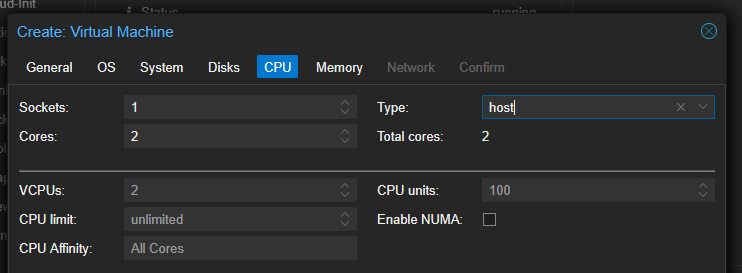 ud-Init
Status
running
Create: Virtual Machine
General OS System Disks CPU Memory Network Confirm
Sockets: 1 Type: host
Cores: 2 Total cores: 2
VCPUs: 2 CPU units: 100
CPU limit: unlimited Enable NUMA:
CPU Affinity: All Cores